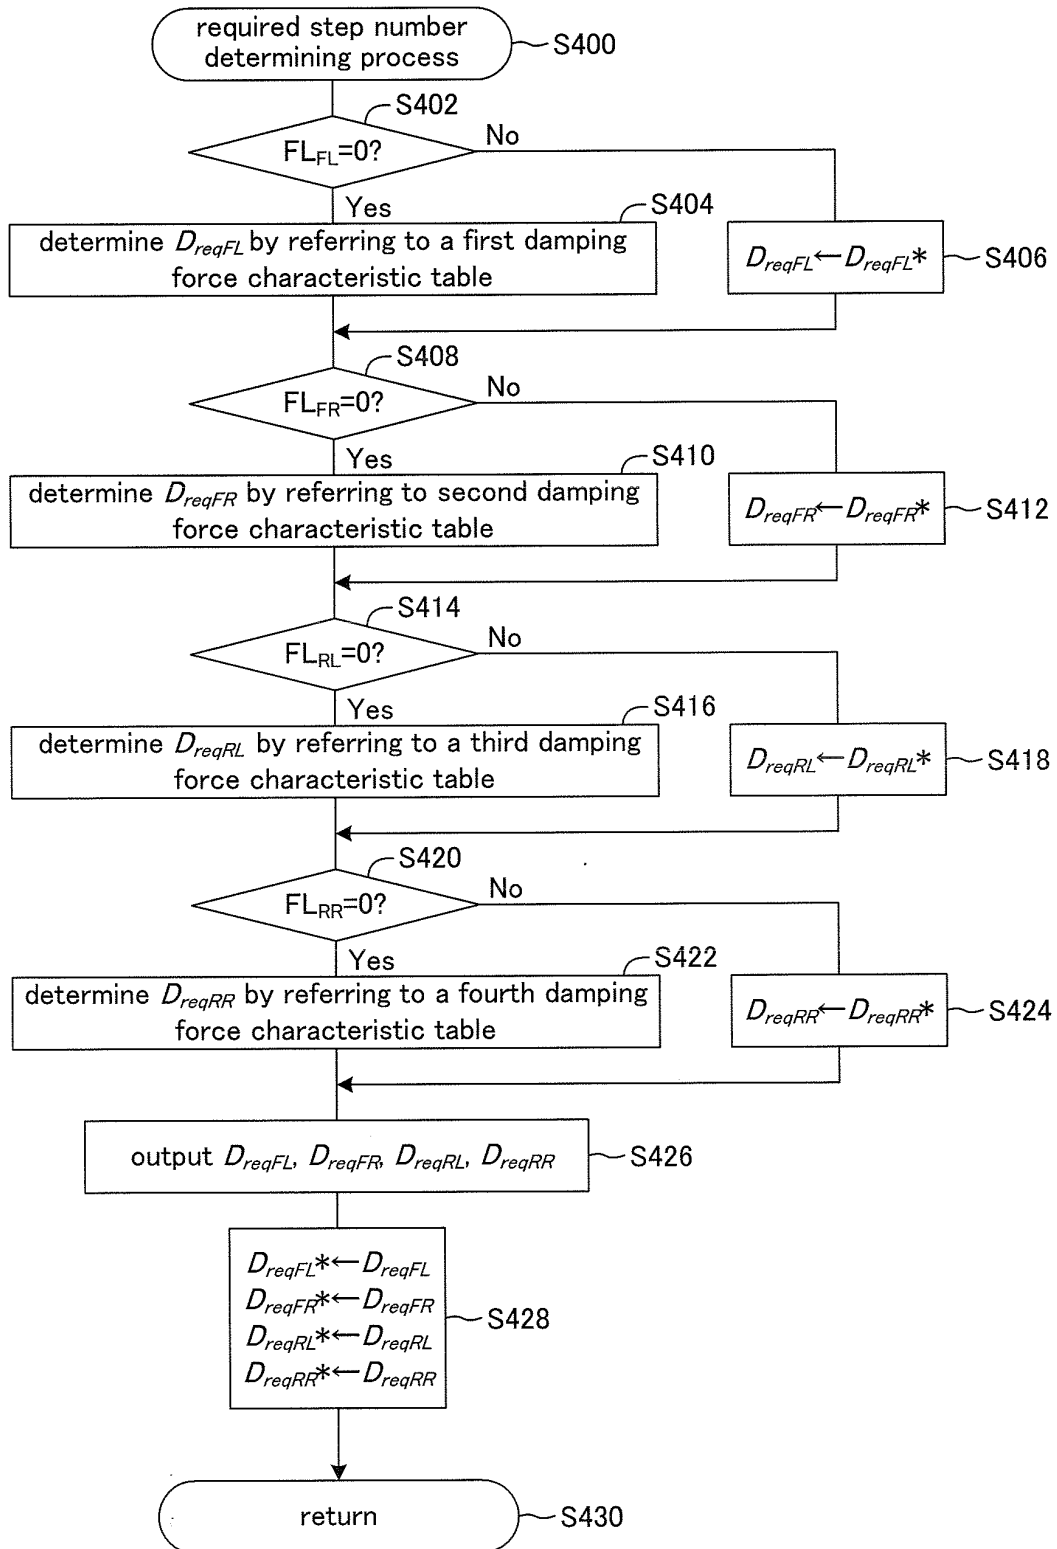 required step number
determining process
S400
S402
FL_FL=0?
No
Yes
S404
determine D_reqFL by referring to a first damping
force characteristic table
D_reqFL←D_reqFL*
S406
S408
FL_FR=0?
No
Yes
S410
determine D_reqFR by referring to second damping
force characteristic table
D_reqFR←D_reqFR*
S412
S414
FL_RL=0?
No
Yes
S416
determine D_reqRL by referring to a third damping
force characteristic table
D_reqRL←D_reqRL*
S418
S420
FL_RR=0?
No
Yes
S422
determine D_reqRR by referring to a fourth damping
force characteristic table
D_reqRR←D_reqRR*
S424
output D_reqFL, D_reqFR, D_reqRL, D_reqRR
S426
D_reqFL*←D_reqFL
D_reqFR*←D_reqFR
D_reqRL*←D_reqRL
D_reqRR*←D_reqRR
S428
return
S430